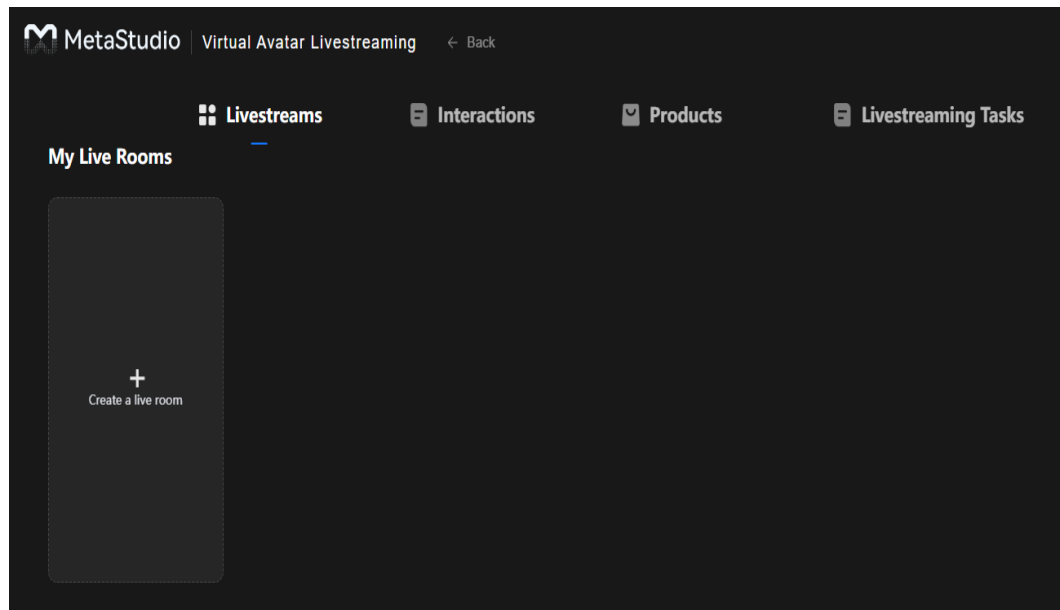 MetaStudio Virtual Avatar Livestreaming ← Back
Livestreams Interactions Products Livestreaming Tasks
My Live Rooms
+
Create a live room